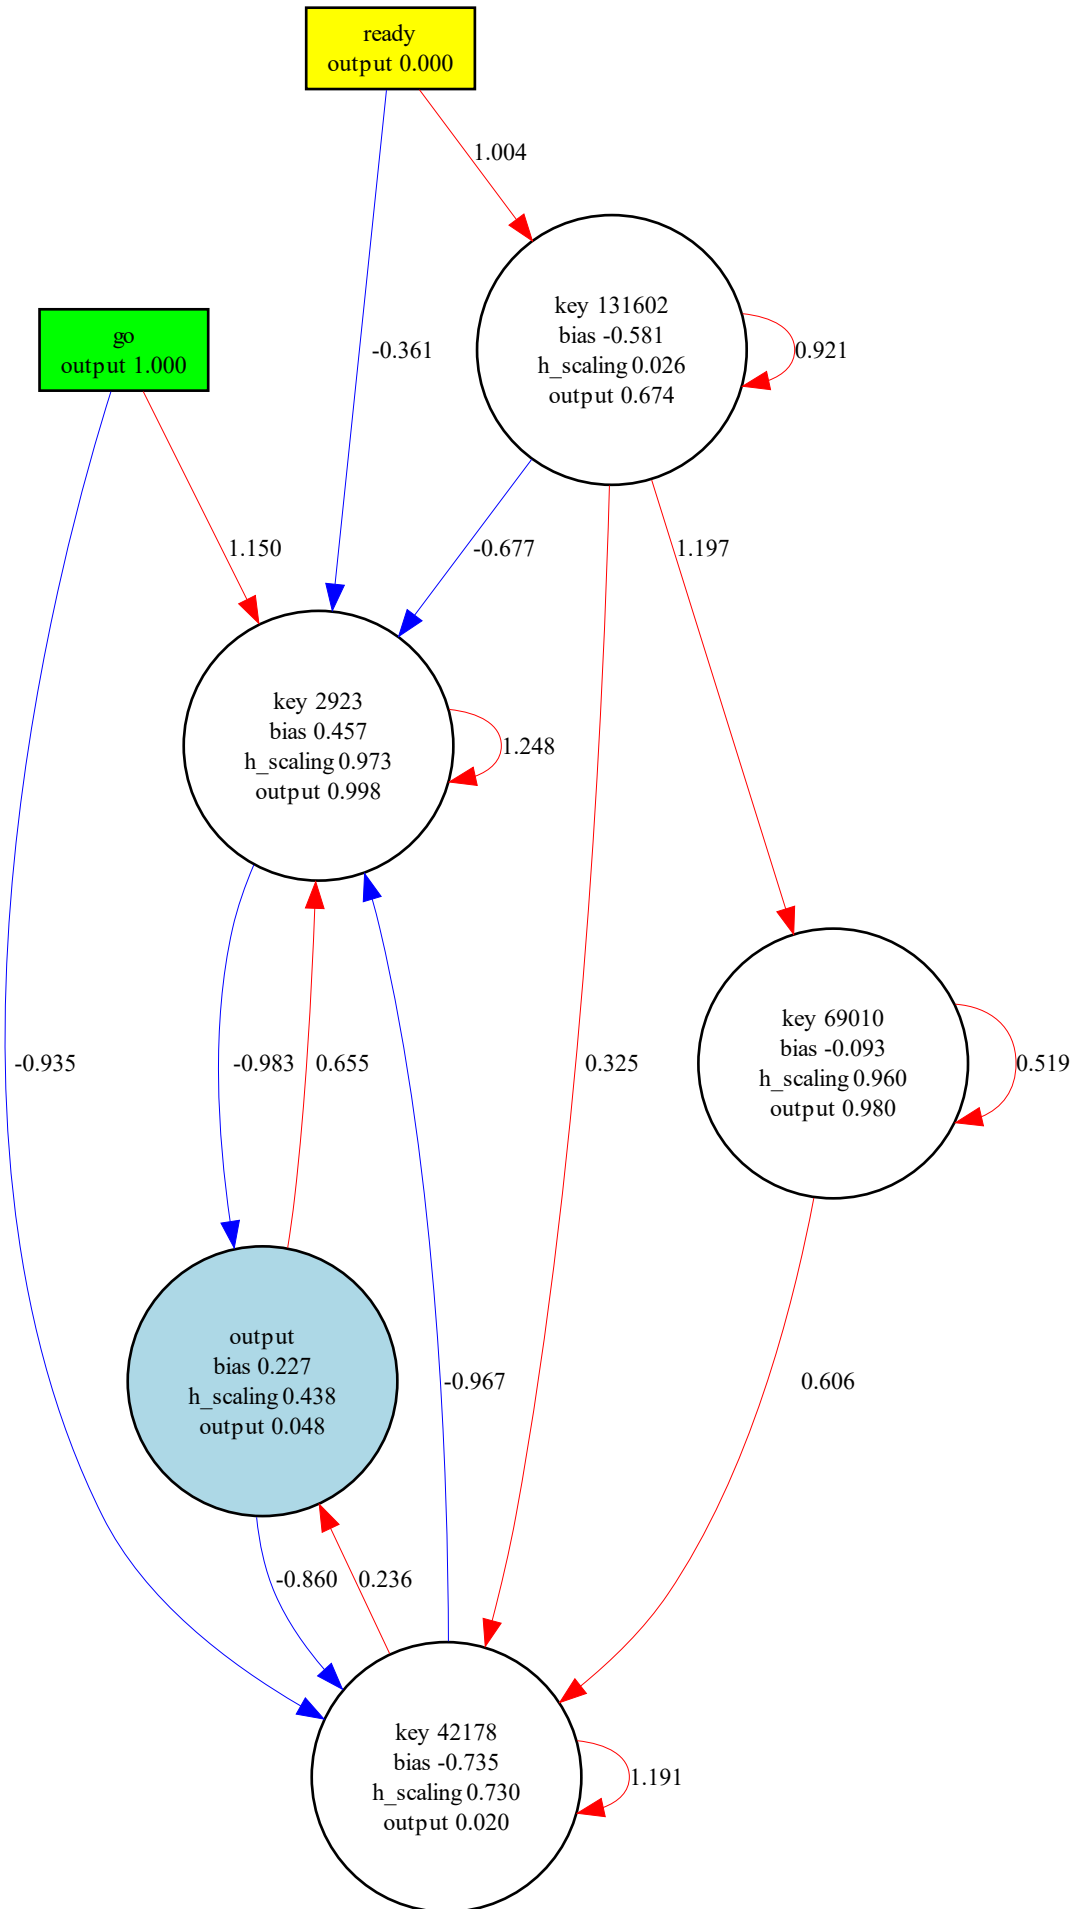 ready
output 0.000
1.004
key 131602
bias -0.581
h_scaling 0.026
output 0.674
0.921
go
output 1.000
-0.361
1.150
-0.677
1.197
key 2923
bias 0.457
h_scaling 0.973
output 0.998
1.248
key 69010
bias -0.093
h_scaling 0.960
output 0.980
0.519
-0.935
-0.983
0.655
0.325
output
bias 0.227
h_scaling 0.438
output 0.048
-0.967
0.606
-0.860
0.236
key 42178
bias -0.735
h_scaling 0.730
output 0.020
1.191